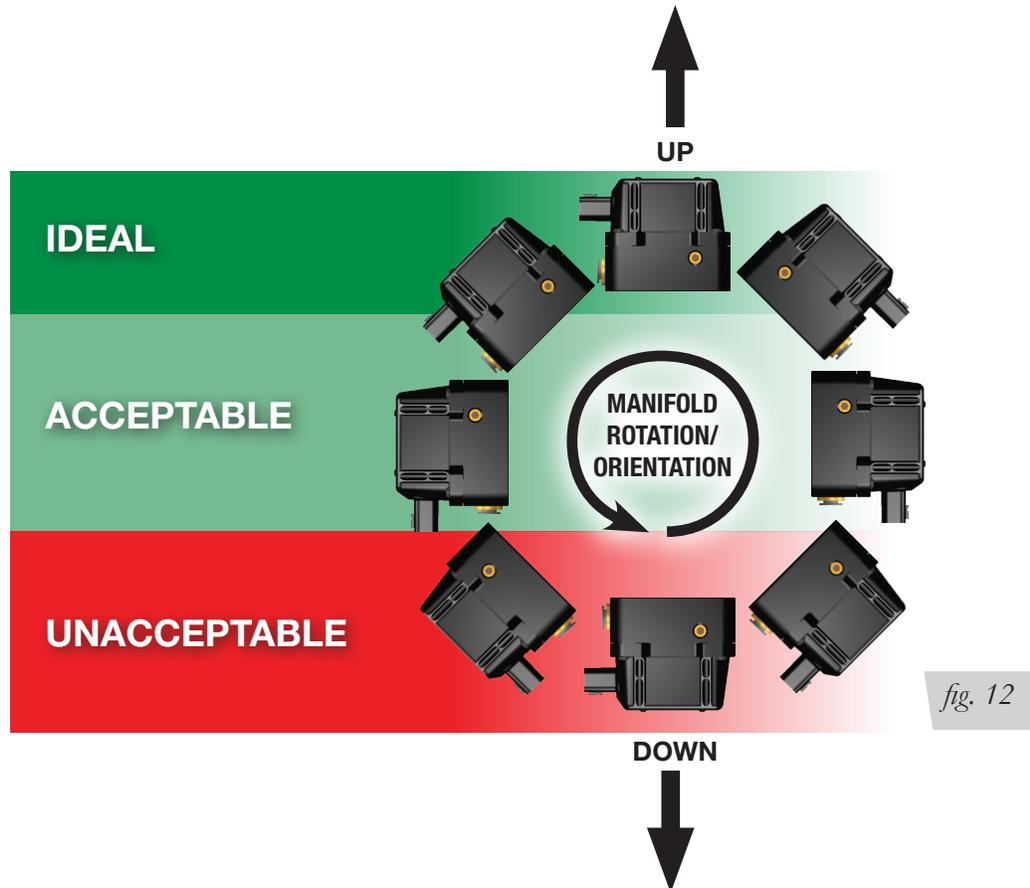 UP
IDEAL
ACCEPTABLE
MANIFOLD
ROTATION/
ORIENTATION
UNACCEPTABLE
fig. 12
DOWN